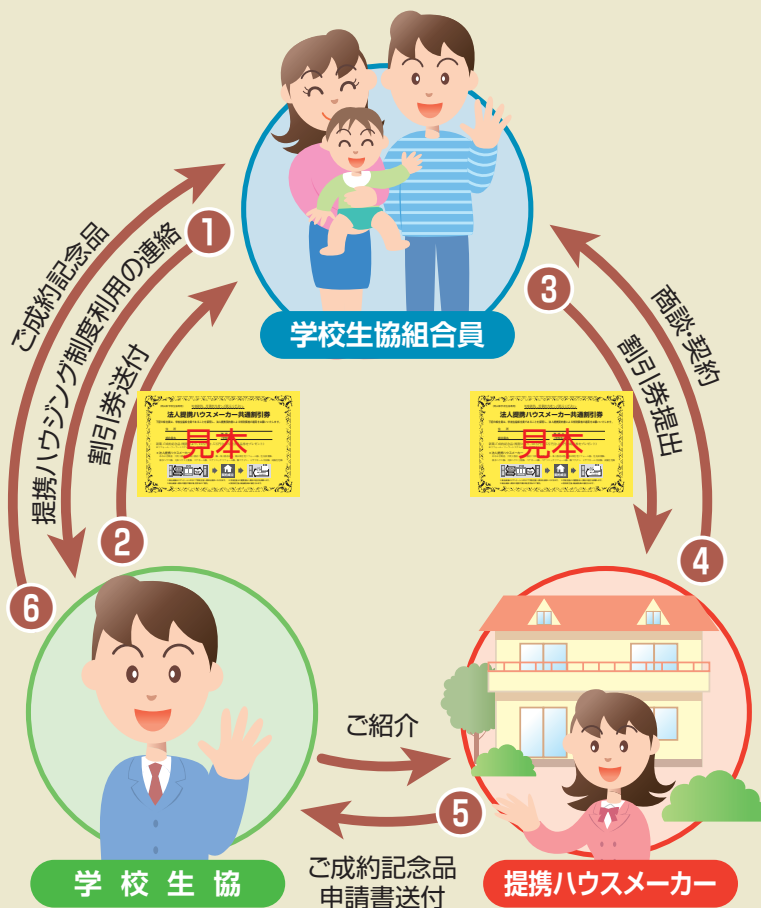 学校生協組合員
ご成約記念品
①
提携ハウジング制度利用の連絡
割引券送付
②
⑥
③
商談・契約
割引券提出
④
法人提携ハウスメーカー共通割引券
見本
法人提携ハウスメーカー共通割引券
見本
ご紹介
⑤
ご成約記念品
申請書送付
学校生協
提携ハウスメーカー